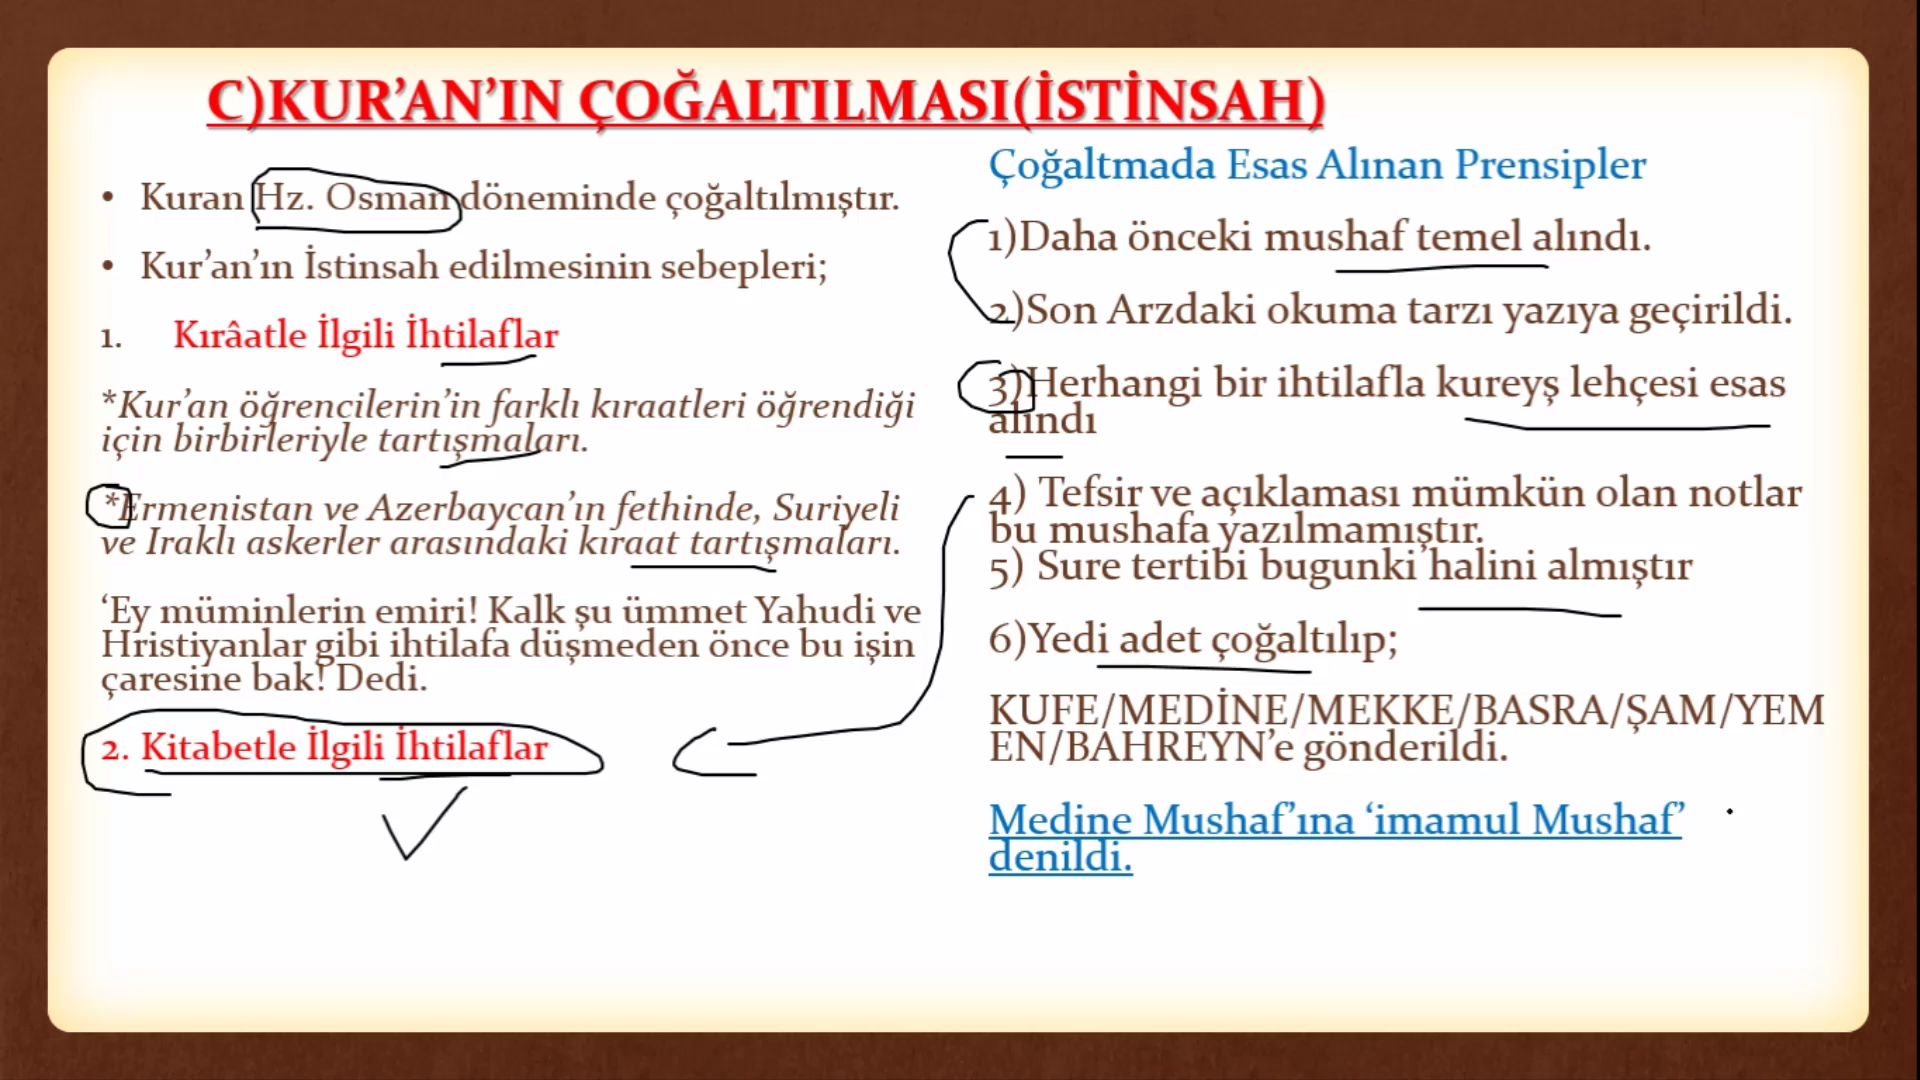 C)KUR’AN’IN ÇOĞALTILMASI(İSTİNSAH)
• Kuran Hz. Osman döneminde çoğaltılmıştır.
• Kur’an’ın İstinsah edilmesinin sebepleri;
1. Kırâatle İlgili İhtilaflar
*Kur’an öğrencilerin’in farklı kıraatleri öğrendiği
için birbirleriyle tartışmaları.
*Ermenistan ve Azerbaycan’ın fethinde, Suriyeli
ve Iraklı askerler arasındaki kıraat tartışmaları.
‘Ey müminlerin emiri! Kalk şu ümmet Yahudi ve
Hristiyanlar gibi ihtilafa düşmeden önce bu işin
çaresine bak! Dedi.
2. Kitabetle İlgili İhtilaflar
Çoğaltmada Esas Alınan Prensipler
1)Daha önceki mushaf temel alındı.
2)Son Arzdaki okuma tarzı yazıya geçirildi.
3)Herhangi bir ihtilafla kureyş lehçesi esas
alındı
4) Tefsir ve açıklaması mümkün olan notlar
bu mushafa yazılmamıştır.
5) Sure tertibi bugunki halini almıştır
6)Yedi adet çoğaltılıp;
KUFE/MEDİNE/MEKKE/BASRA/ŞAM/YEM
EN/BAHREYN’e gönderildi.
Medine Mushaf’ına ‘imamul Mushaf’
denildi.